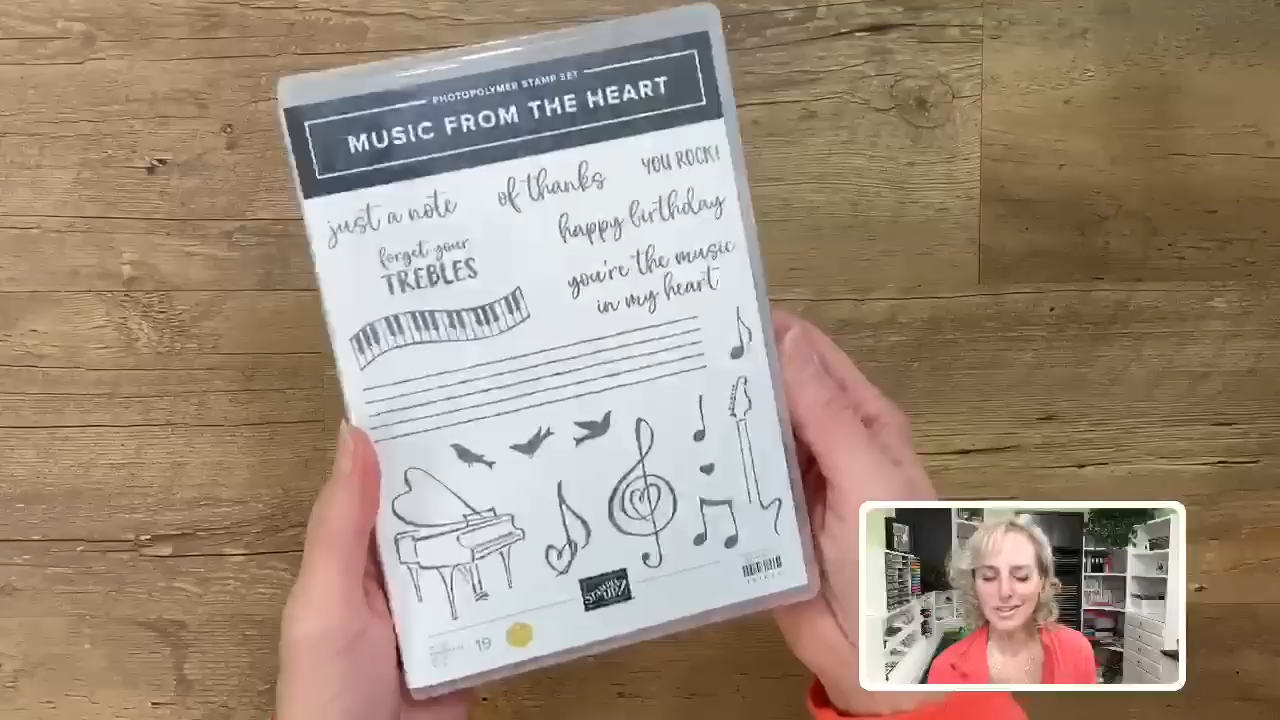 PHOTOPOLYMER STAMP SET
MUSIC FROM THE HEART
just a note
of thanks
YOU ROCK!
forget your
TREBLES
happy birthday
you're the music
in my heart
STAMPIN'
UP!
19